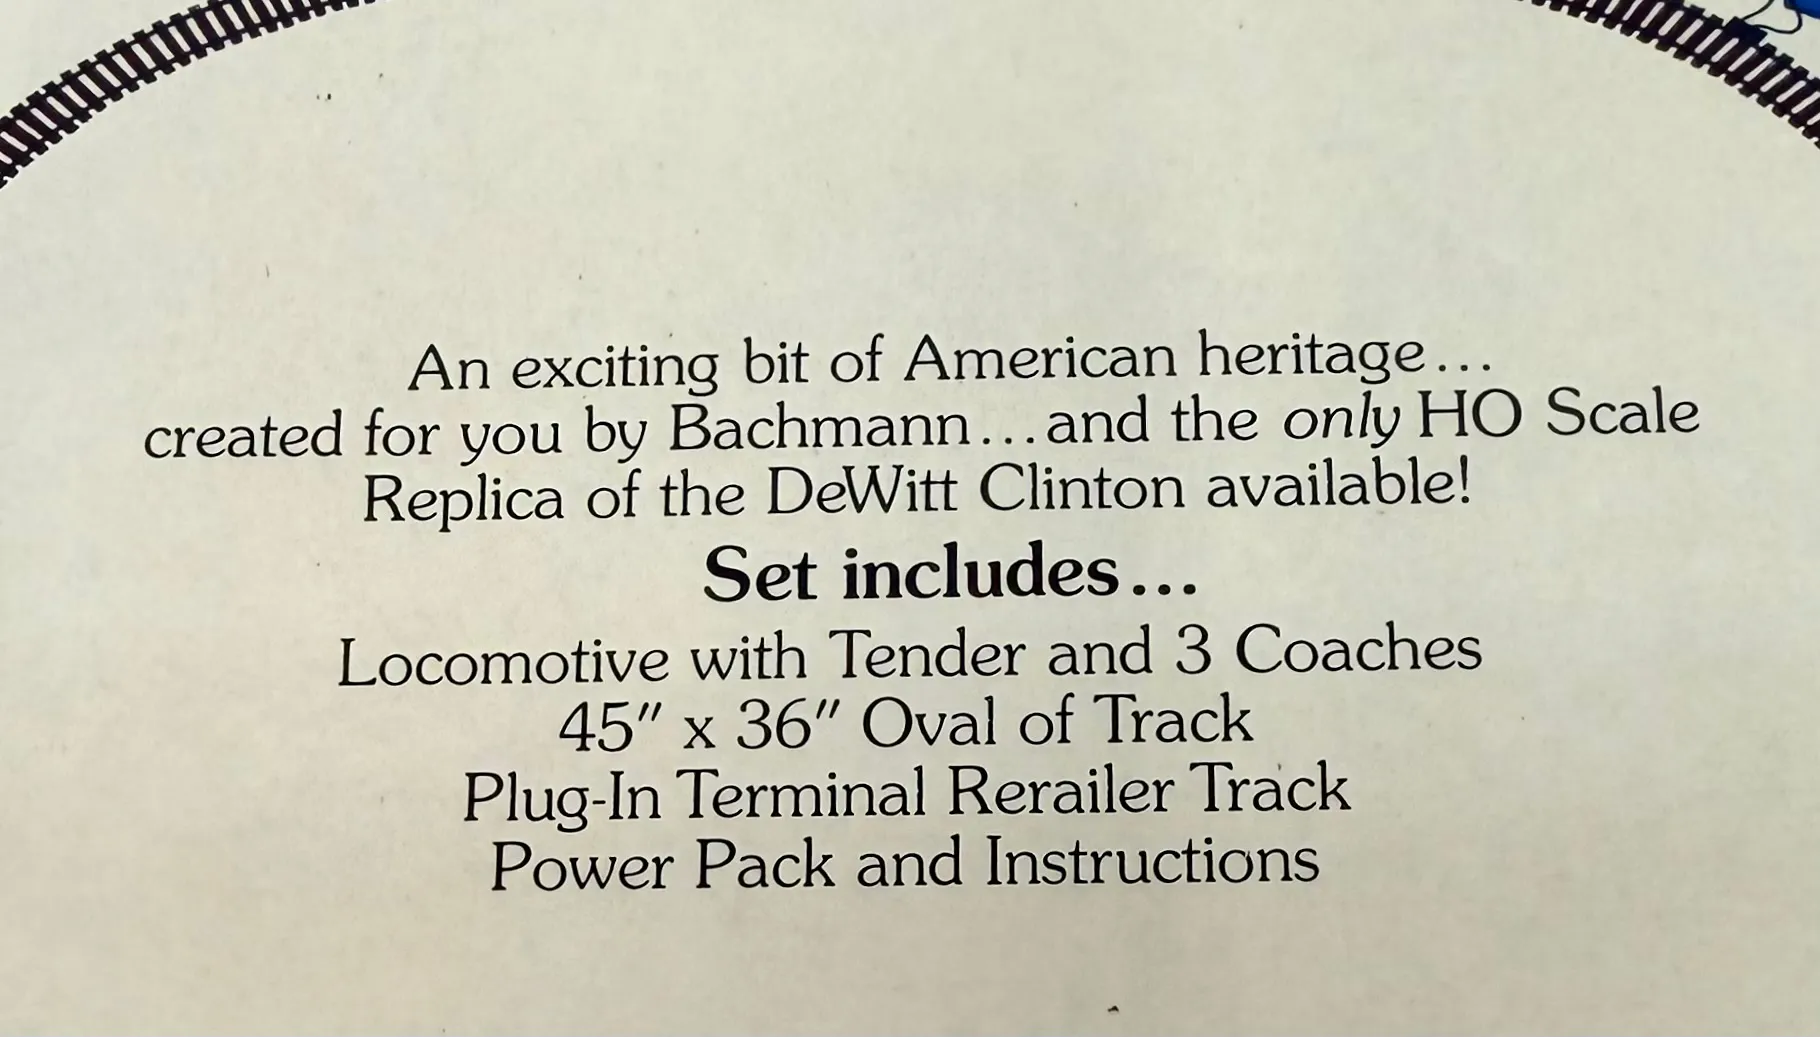 An exciting bit of American heritage...
created for you by Bachmann...and the only HO Scale
Replica of the DeWitt Clinton available!
Set includes...
Locomotive with Tender and 3 Coaches
45" x 36" Oval of Track
Plug-In Terminal Rerailer Track
Power Pack and Instructions